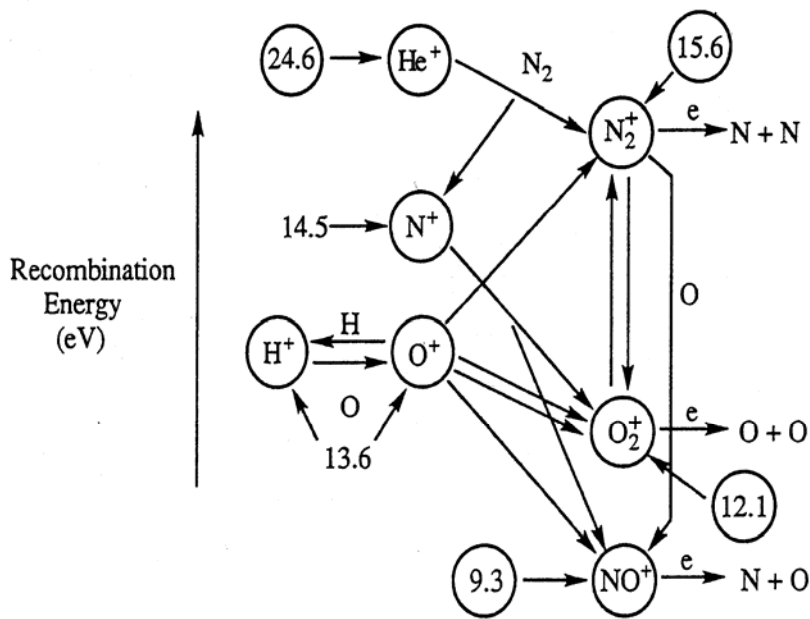 24.6
He⁺
N₂
15.6
N₂⁺
e
N + N
14.5
N⁺
Recombination
Energy
(eV)
O
H⁺
H
O⁺
O
13.6
O₂⁺
e
O + O
12.1
9.3
NO⁺
e
N + O